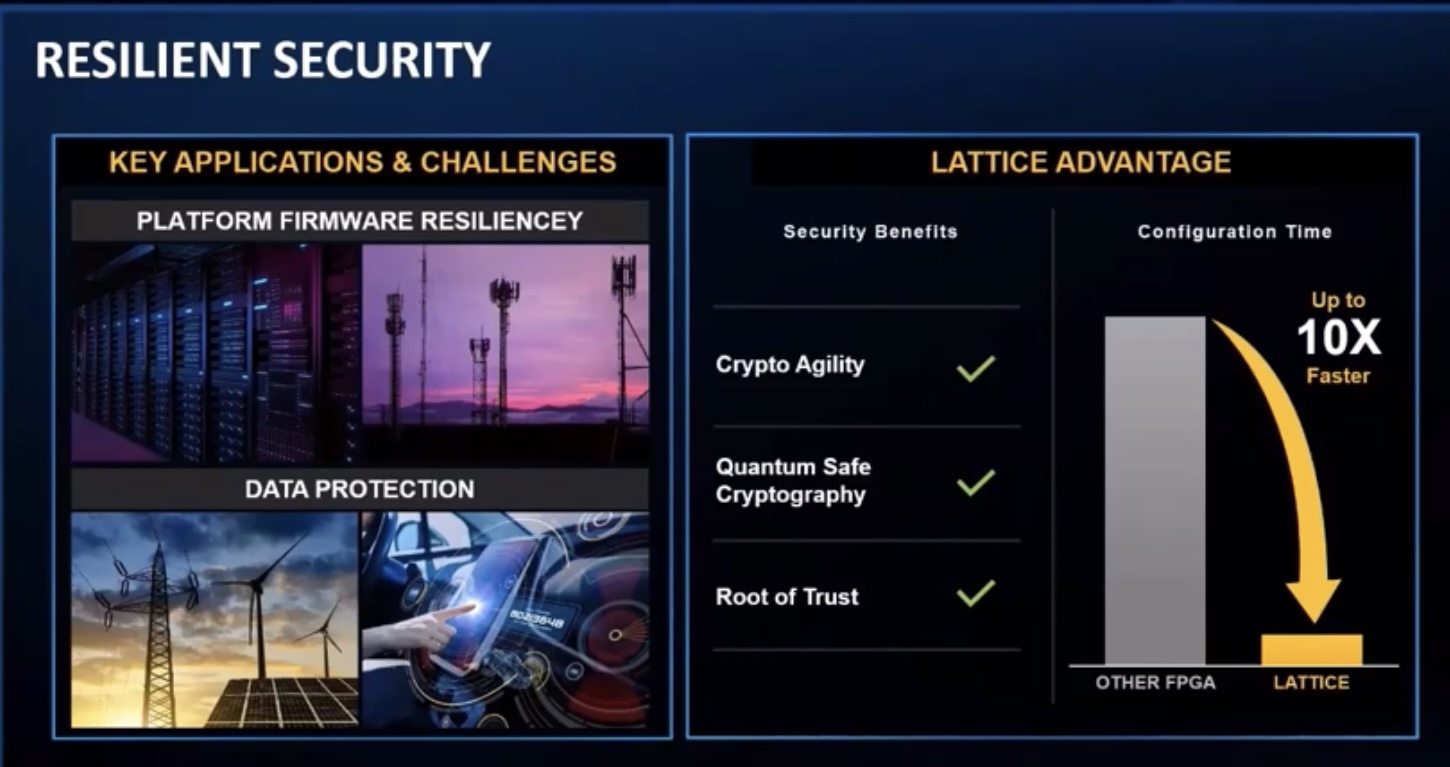 RESILIENT SECURITY
KEY APPLICATIONS & CHALLENGES
PLATFORM FIRMWARE RESILIENCEY
DATA PROTECTION
LATTICE ADVANTAGE
Security Benefits
Crypto Agility
Quantum Safe
Cryptography
Root of Trust
Configuration Time
Up to
10X
Faster
OTHER FPGA
LATTICE